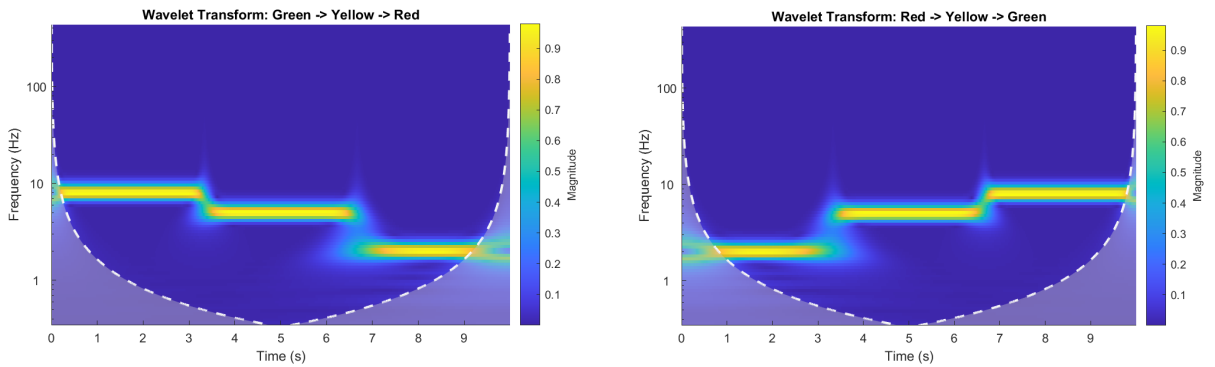 Wavelet Transform: Green -> Yellow -> Red
Frequency (Hz)
100
10
1
0 1 2 3 4 5 6 7 8 9
Time (s)
0.9
0.8
0.7
0.6
0.5
0.4
0.3
0.2
0.1
Magnitude
Wavelet Transform: Red -> Yellow -> Green
Frequency (Hz)
100
10
1
0 1 2 3 4 5 6 7 8 9
Time (s)
0.9
0.8
0.7
0.6
0.5
0.4
0.3
0.2
0.1
Magnitude